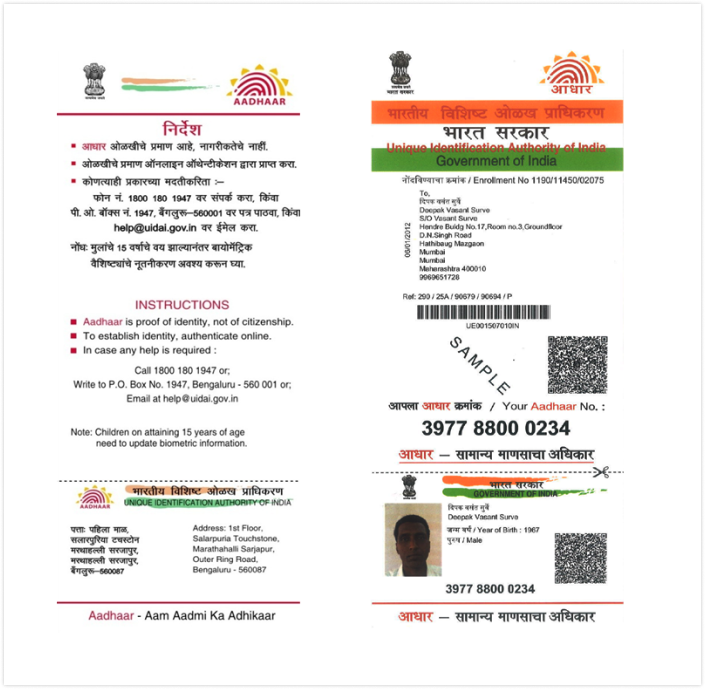 AADHAAR
निर्देश
आधार ओळखीचे प्रमाण आहे, नागरीकतेचे नाहीं.
ओळखीचे प्रमाण ऑनलाइन ऑथेन्टीकेशन द्वारा प्राप्त करा.
कोणत्याही प्रकारच्या मदतीकरिता :–
फोन नं. 1800 180 1947 वर संपर्क करा, किंवा
पी. ओ. बॉक्स नं. 1947, बैंगलुरू–560001 वर पत्र पाठवा, किंवा
help@uidai.gov.in वर ईमेल करा.
नोंधः मुलांचे 15 वर्षाचे वय झाल्यानंतर बायोमेंट्रिक
वैशिष्ट्यांचे नूतनीकरण अवश्य करून घ्या.
INSTRUCTIONS
Aadhaar is proof of identity, not of citizenship.
To establish identity, authenticate online.
In case any help is required :
Call 1800 180 1947 or;
Write to P.O. Box No. 1947, Bengaluru - 560 001 or;
Email at help@uidai.gov.in
Note: Children on attaining 15 years of age
need to update biometric information.
AADHAAR
भारतीय विशिष्ट ओळख प्राधिकरण
UNIQUE IDENTIFICATION AUTHORITY OF INDIA
पत्ताः पहिला माळ,
सलारपुरिया टचस्टोन
मरथाहल्ली सरजापुर,
मरथाहल्ली सरजापुर,
बैंगलुरू–560087
Address: 1st Floor,
Salarpuria Touchstone,
Marathahalli Sarjapur,
Outer Ring Road,
Bengaluru - 560087
Aadhaar - Aam Aadmi Ka Adhikaar
भारत सरकार
आधार
भारतीय विशिष्ट ओळख प्राधिकरण
भारत सरकार
Unique Identification Authority of India
Government of India
नोंदविण्याचा क्रमांक / Enrollment No 1190/11450/02075
05/01/2012
To,
दिपक वसंत सुर्वे
Deepak Vasant Surve
S/O Vasant Surve
Hendre Buldg No.17,Room no.3,Groundfloor
D.N.Singh Road
Hathibaug Mazgaon
Mumbai
Mumbai
Maharashtra 400010
9969651728
Ref: 290 / 25A / 90679 / 90694 / P
UE001507010IN
SAMPLE
आपला आधार क्रमांक / Your Aadhaar No. :
3977 8800 0234
आधार – सामान्य माणसाचा अधिकार
भारत सरकार
GOVERNMENT OF INDIA
दिपक वसंत सुर्वे
Deepak Vasant Surve
जन्म वर्ष / Year of Birth : 1967
पुरुष / Male
3977 8800 0234
आधार – सामान्य माणसाचा अधिकार